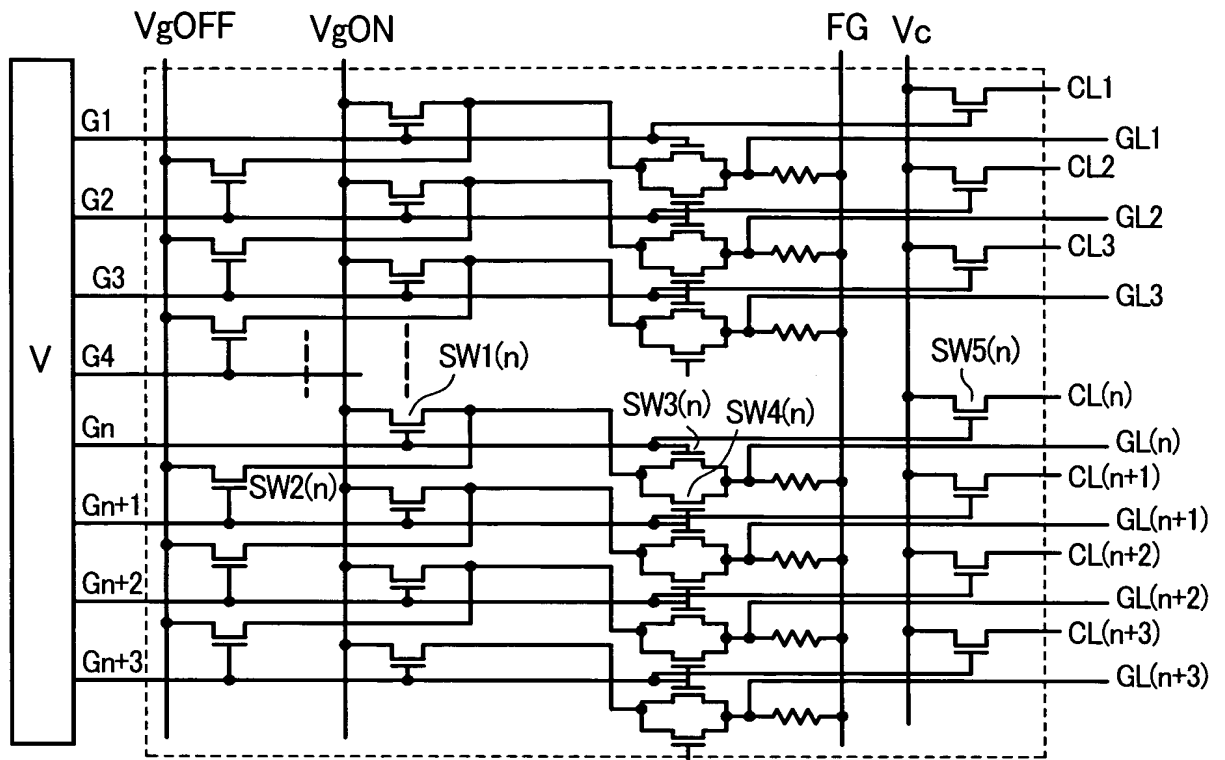 VgOFF VgON FG Vc
CL1
G1
GL1
CL2
G2
GL2
CL3
G3
GL3
V
G4
SW1(n)
SW5(n)
CL(n)
SW3(n)
SW4(n)
Gn
GL(n)
SW2(n)
CL(n+1)
Gn+1
GL(n+1)
CL(n+2)
Gn+2
GL(n+2)
CL(n+3)
Gn+3
GL(n+3)